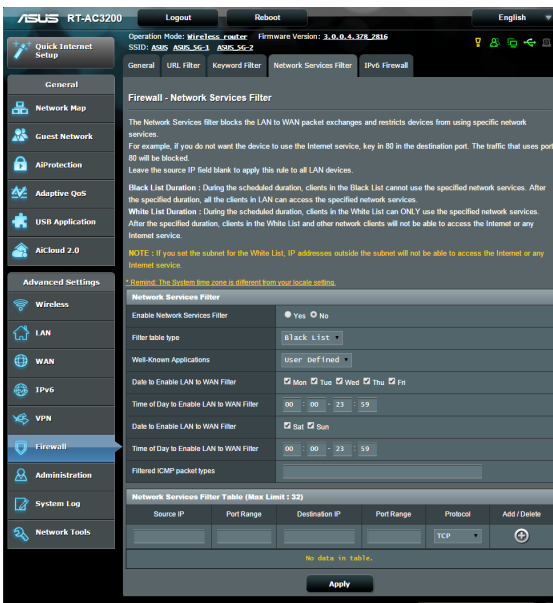 ASUS RT-AC3200 Logout Reboot English
Operation Mode: Wireless router Firmware Version: 3.0.0.4.378_2816
SSID: ASUS ASUS_5G-1 ASUS_5G-2
Quick Internet
Setup
General
Network Map
Guest Network
AiProtection
Adaptive QoS
USB Application
AiCloud 2.0
Advanced Settings
Wireless
LAN
WAN
IPv6
VPN
Firewall
Administration
System Log
Network Tools
General URL Filter Keyword Filter Network Services Filter IPv6 Firewall
Firewall - Network Services Filter
The Network Services filter blocks the LAN to WAN packet exchanges and restricts devices from using specific network
services.
For example, if you do not want the device to use the Internet service, key in 80 in the destination port. The traffic that uses port
80 will be blocked.
Leave the source IP field blank to apply this rule to all LAN devices.
Black List Duration : During the scheduled duration, clients in the Black List cannot use the specified network services. After
the specified duration, all the clients in LAN can access the specified network services.
White List Duration : During the scheduled duration, clients in the White List can ONLY use the specified network services.
After the specified duration, clients in the White List and other network clients will not be able to access the Internet or any
Internet service.
NOTE : If you set the subnet for the White List, IP addresses outside the subnet will not be able to access the Internet or any
Internet service.
* Remind: The System time zone is different from your locale setting.
Network Services Filter
Enable Network Services Filter Yes No
Filter table type Black List
Well-Known Applications User Defined
Date to Enable LAN to WAN Filter Mon Tue Wed Thu Fri
Time of Day to Enable LAN to WAN Filter 00 : 00 - 23 : 59
Date to Enable LAN to WAN Filter Sat Sun
Time of Day to Enable LAN to WAN Filter 00 : 00 - 23 : 59
Filtered ICMP packet types
Network Services Filter Table (Max Limit : 32)
Source IP Port Range Destination IP Port Range Protocol Add / Delete
TCP
No data in table.
Apply